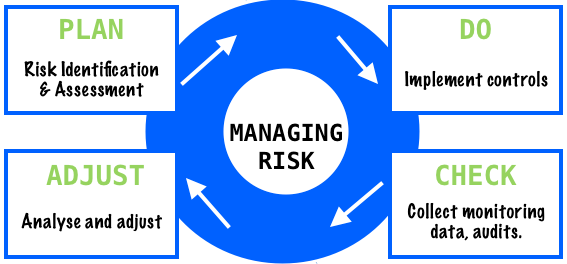 PLAN
Risk Identification
& Assessment
DO
Implement controls
MANAGING
RISK
ADJUST
Analyse and adjust
CHECK
Collect monitoring
data, audits.